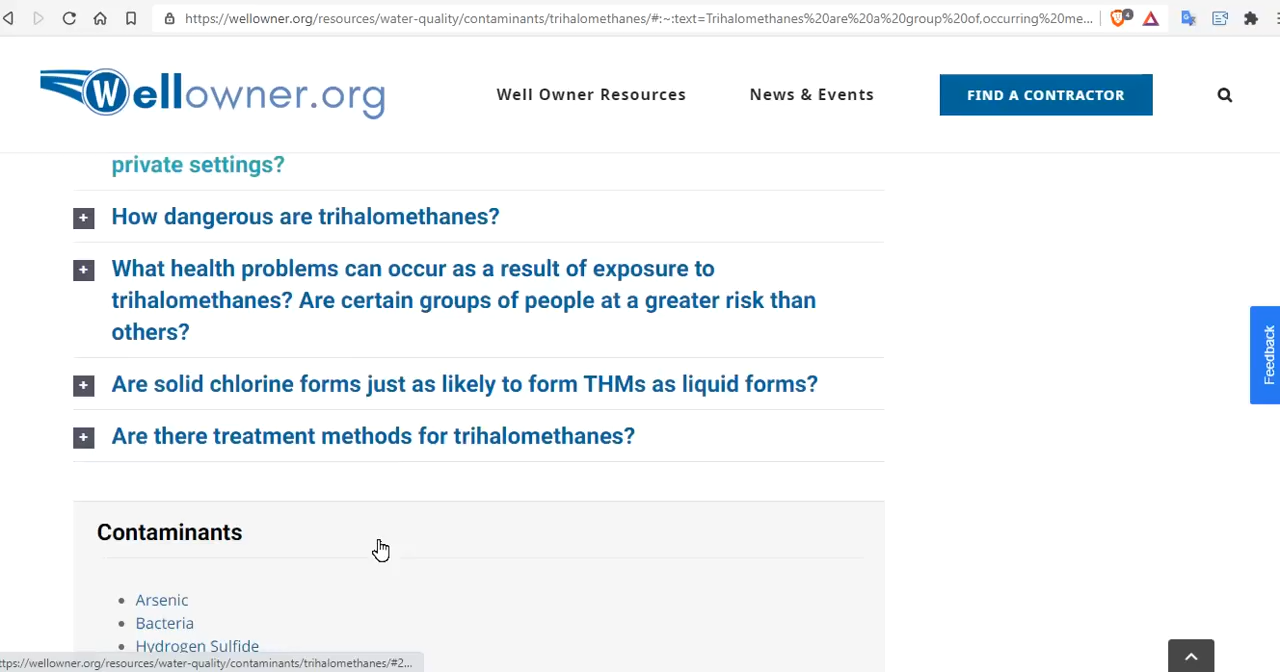 https://wellowner.org/resources/water-quality/contaminants/trihalomethanes/#:~:text=Trihalomethanes%20are%20a%20group%20of,occurring%20me...
4
Wellowner.org
Well Owner Resources
News & Events
FIND A CONTRACTOR
private settings?
+ How dangerous are trihalomethanes?
+ What health problems can occur as a result of exposure to
trihalomethanes? Are certain groups of people at a greater risk than
others?
+ Are solid chlorine forms just as likely to form THMs as liquid forms?
+ Are there treatment methods for trihalomethanes?
Feedback
Contaminants
• Arsenic
• Bacteria
• Hydrogen Sulfide
ttps://wellowner.org/resources/water-quality/contaminants/trihalomethanes/#2...